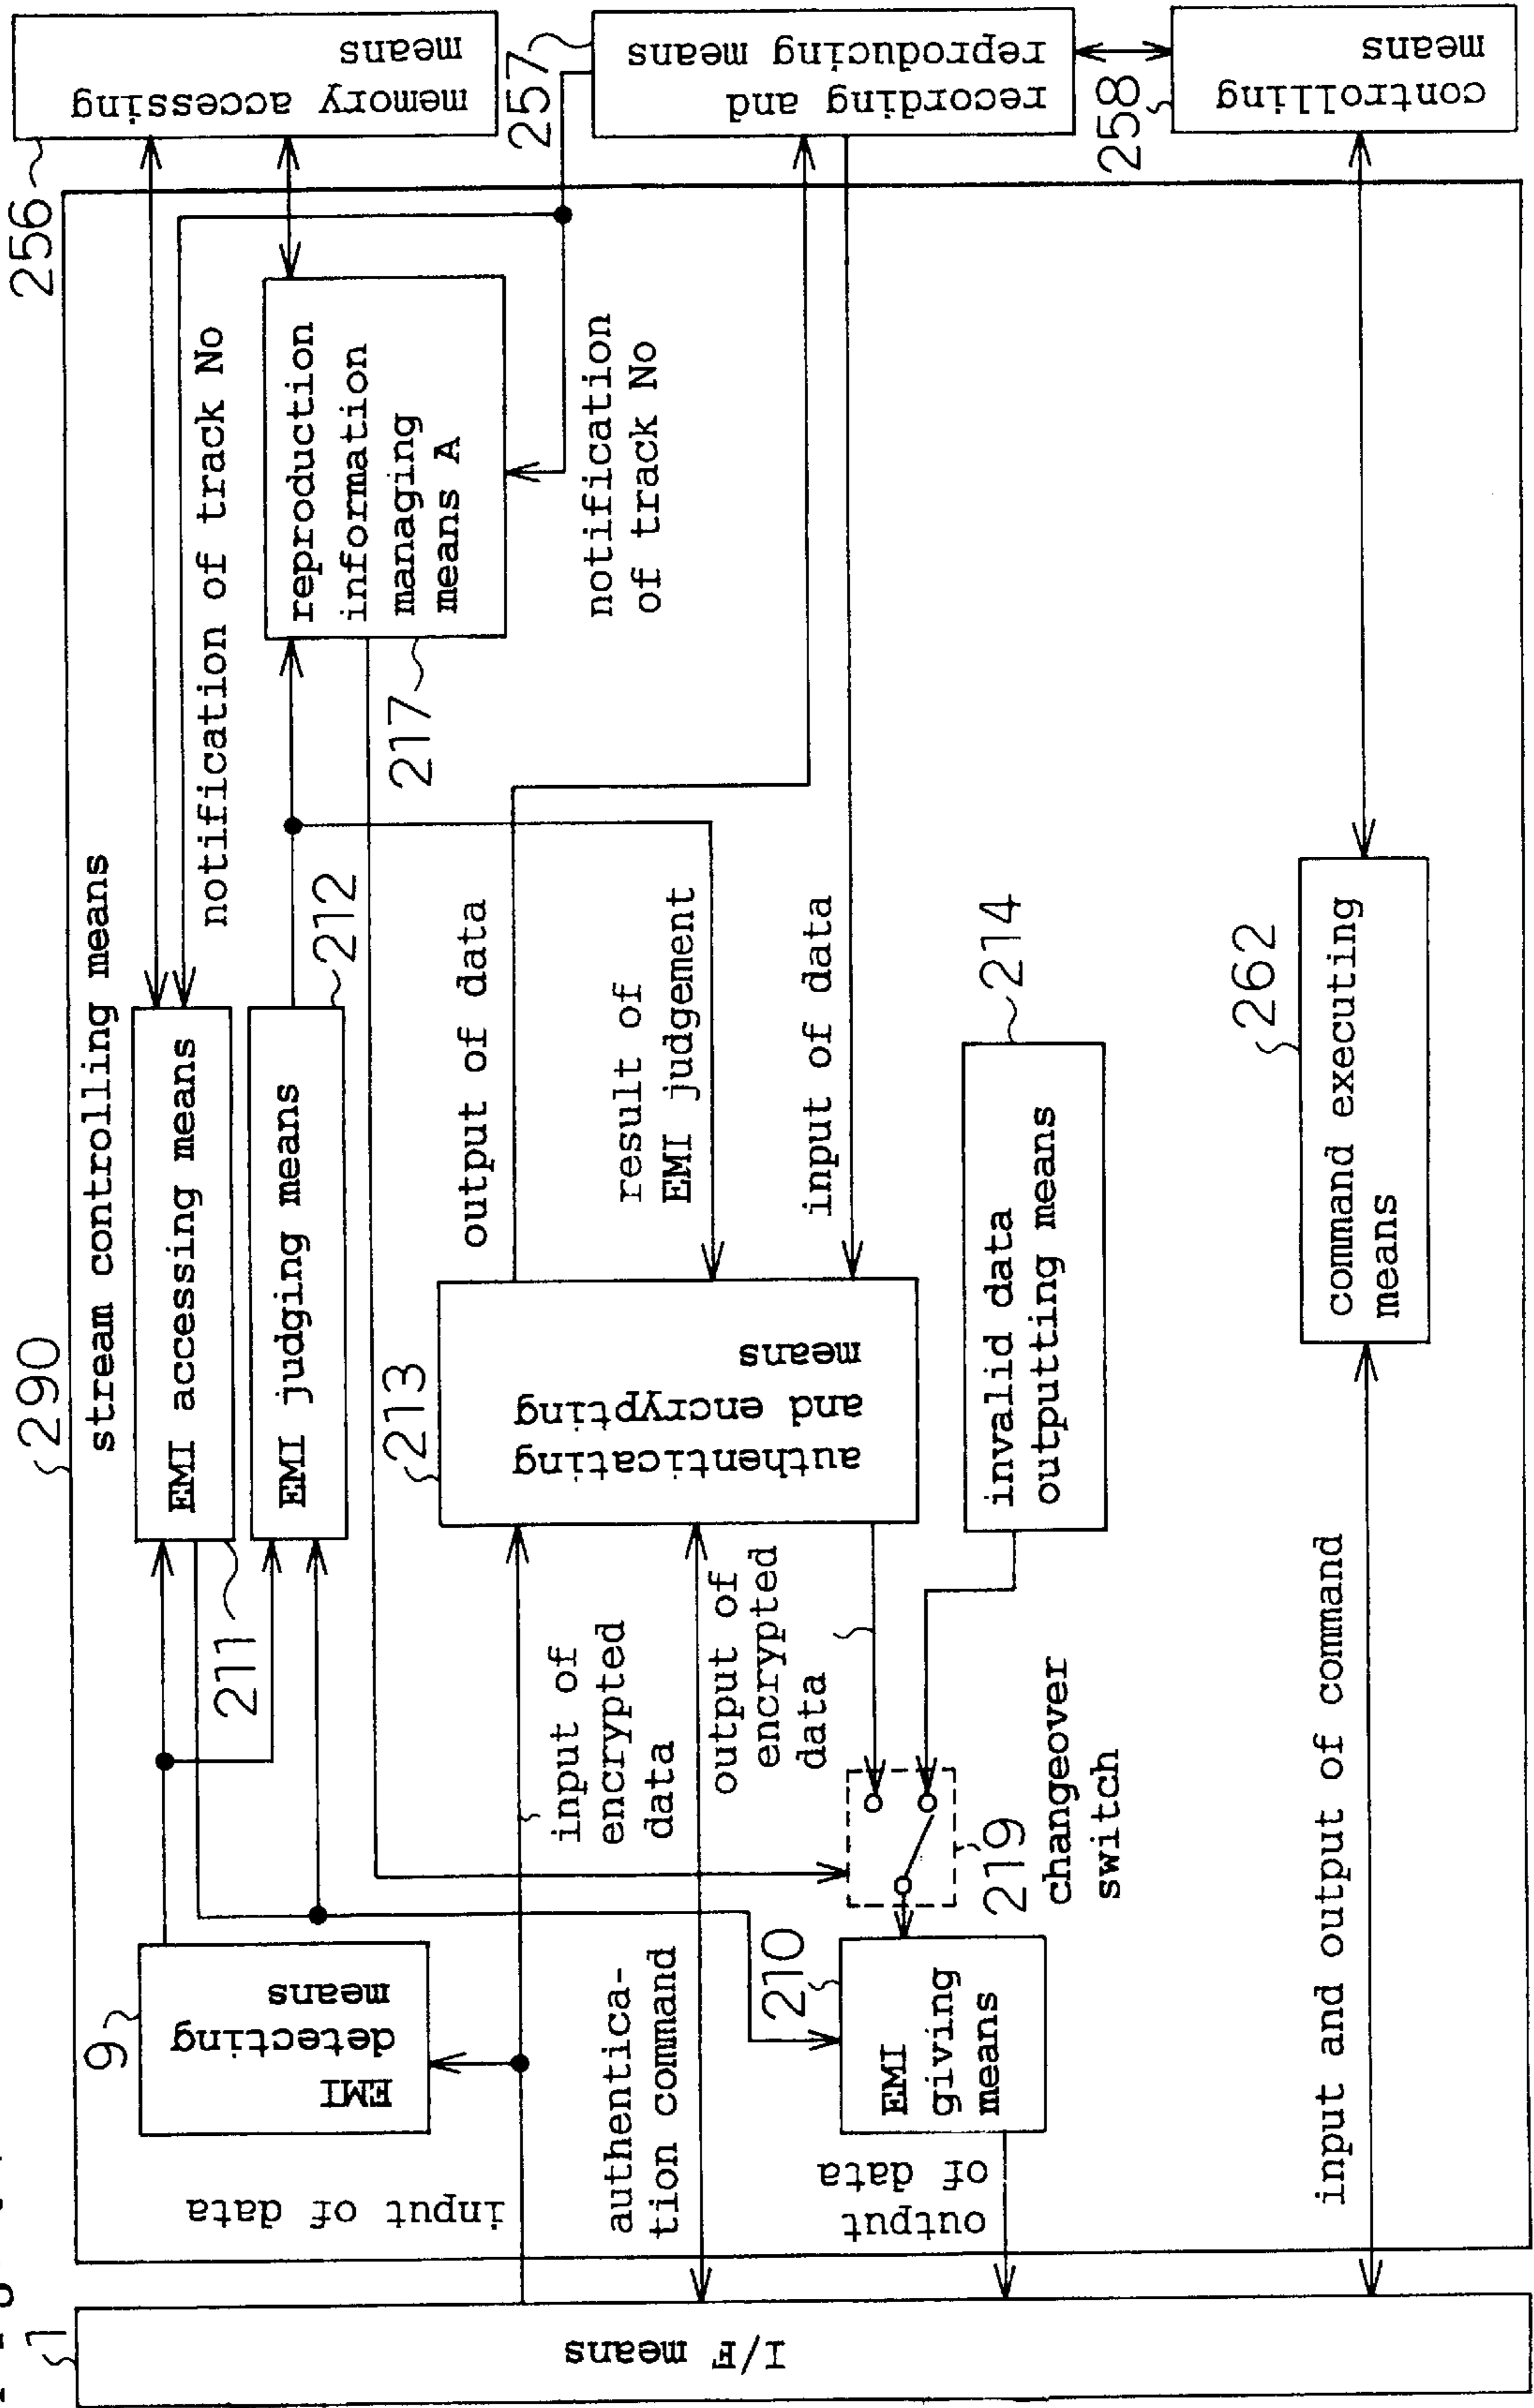 1
I/F means
290
stream controlling means
9
EMI
detecting
means
input of data
211
EMI accessing means
EMI judging means
212
notification of track No
reproduction
information
managing
means A
217
notification
of track No
256
memory accessing
means
257
recording and
reproducing means
258
controlling
means
213
authenticating
and encrypting
means
output of data
result of
EMI judgement
input of data
input of
encrypted
data
output of
encrypted
data
authentica-
tion command
210
EMI
giving
means
output
of data
219
changeover
switch
214
invalid data
outputting means
262
command executing
means
input and output of command